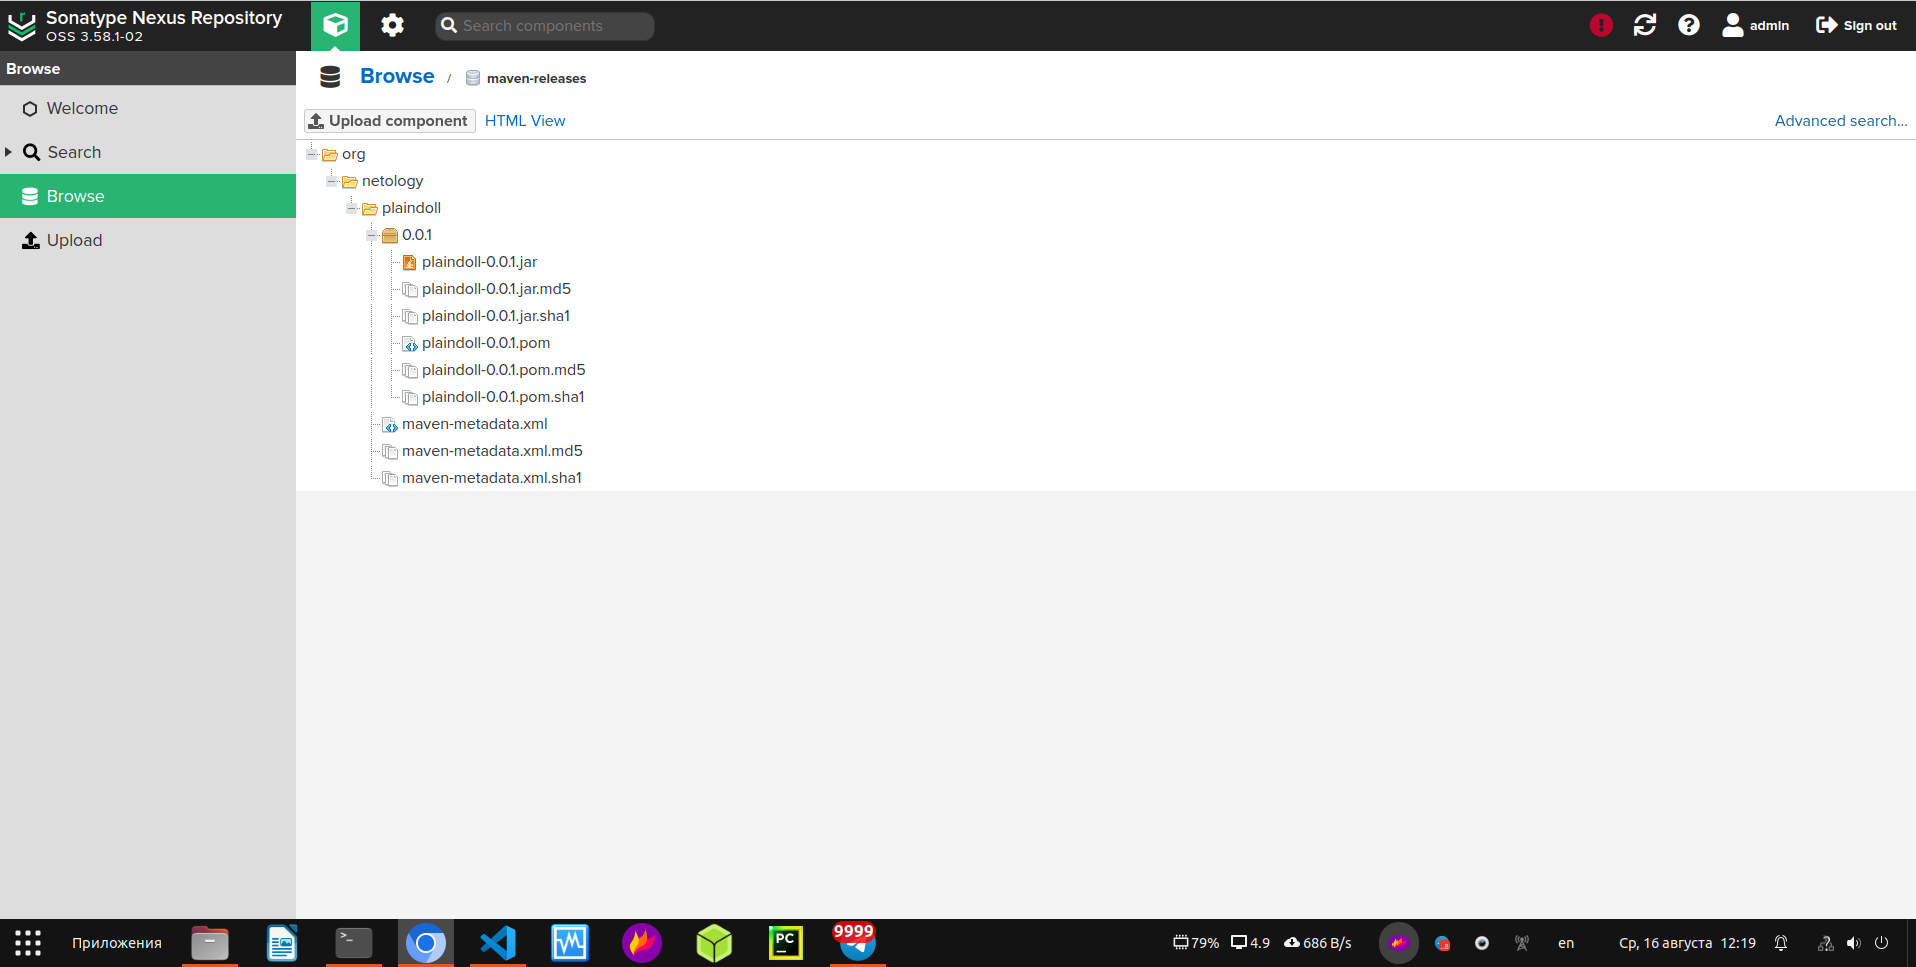 Sonatype Nexus Repository
OSS 3.58.1-02
Search components
admin
Sign out
Browse
Welcome
Search
Browse
Upload
Browse / maven-releases
Upload component
HTML View
Advanced search...
org
netology
plaindoll
0.0.1
plaindoll-0.0.1.jar
plaindoll-0.0.1.jar.md5
plaindoll-0.0.1.jar.sha1
plaindoll-0.0.1.pom
plaindoll-0.0.1.pom.md5
plaindoll-0.0.1.pom.sha1
maven-metadata.xml
maven-metadata.xml.md5
maven-metadata.xml.sha1
Приложения
>_
PC
9999
79%
4.9
686 B/s
en
Ср, 16 августа 12:19